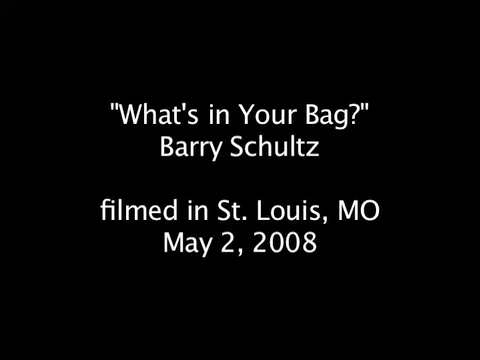 "What's in Your Bag?"
Barry Schultz
filmed in St. Louis, MO
May 2, 2008